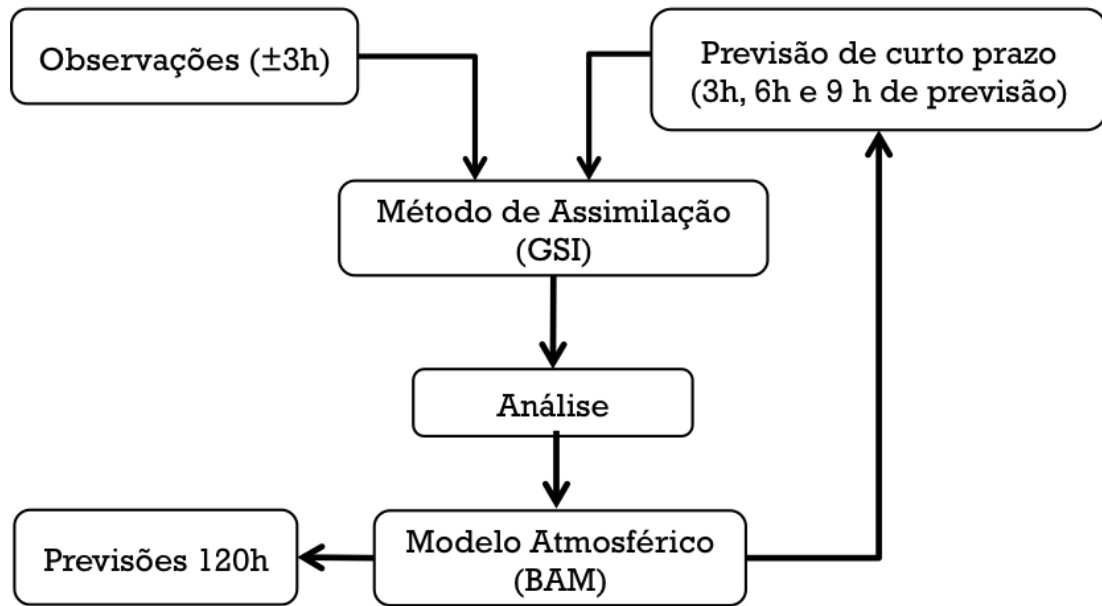 Observações (±3h)
Previsão de curto prazo
(3h, 6h e 9 h de previsão)
Método de Assimilação
(GSI)
Análise
Previsões 120h
Modelo Atmosférico
(BAM)